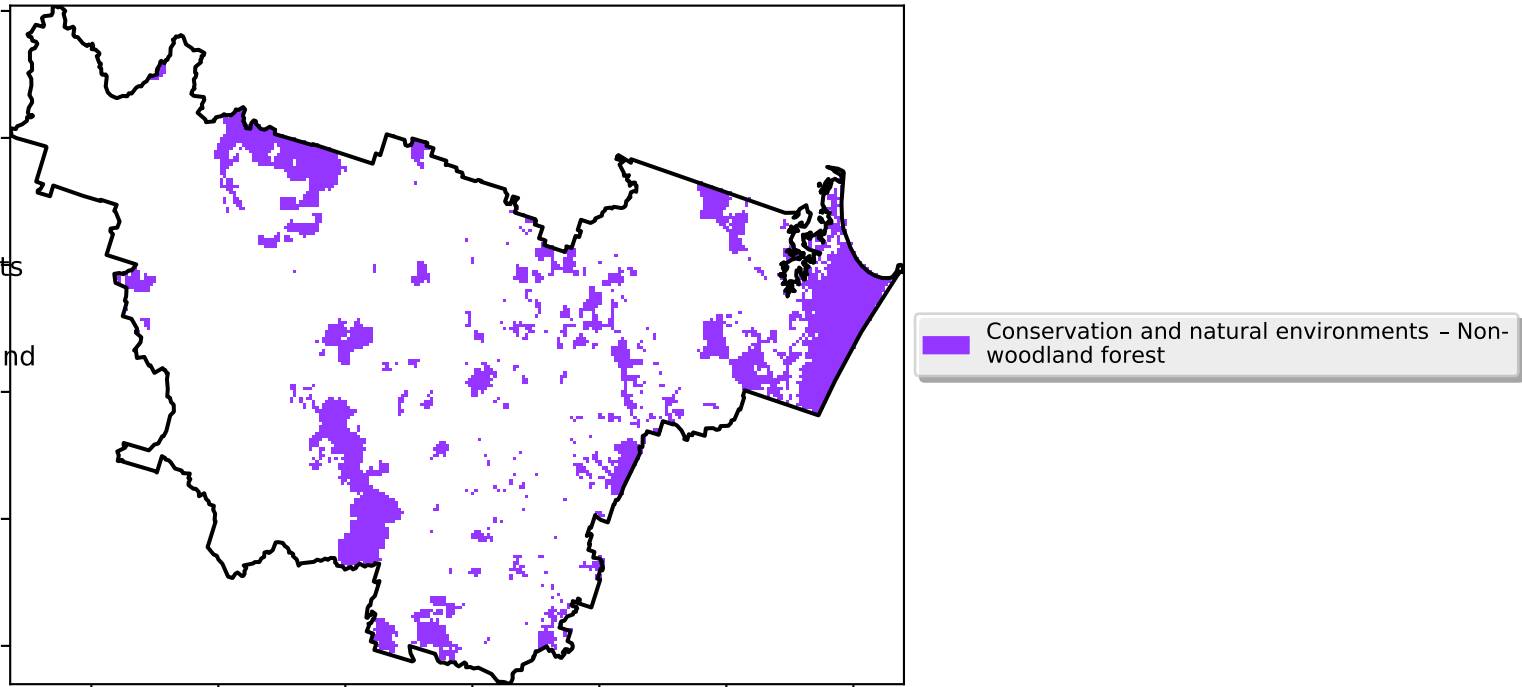 ts
nd
Conservation and natural environments – Non-
woodland forest